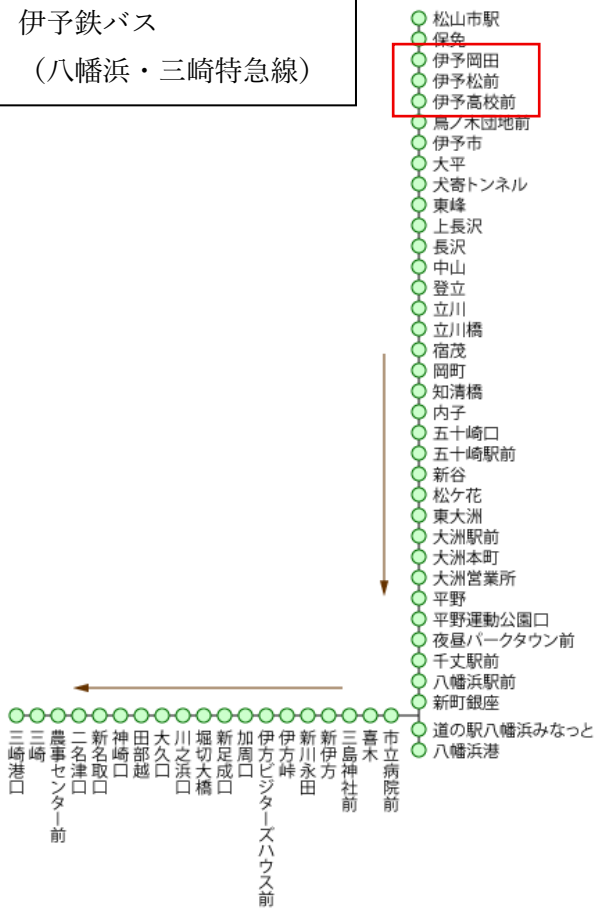 伊予鉄バス
（八幡浜・三崎特急線）
松山市駅
保免
伊予岡田
伊予松前
伊予高校前
鳥ノ木団地前
伊予市
大平
犬寄トンネル
東峰
上長沢
長沢
中山
登立
立川
立川橋
宿茂
岡町
知清橋
内子
五十崎口
五十崎駅前
新谷
松ケ花
東大洲
大洲駅前
大洲本町
大洲営業所
平野
平野運動公園口
夜昼パークタウン前
千丈駅前
八幡浜駅前
新町銀座
道の駅八幡浜みなっと
八幡浜港
市立病院前
喜木
三島神社前
新伊方
新川永田
伊方峠
伊方ビジターズハウス前
加周口
新足成口
堀切大橋
川之浜口
大久口
田部越
神崎口
新名取口
二名津口
農事センター前
三崎
三崎港口